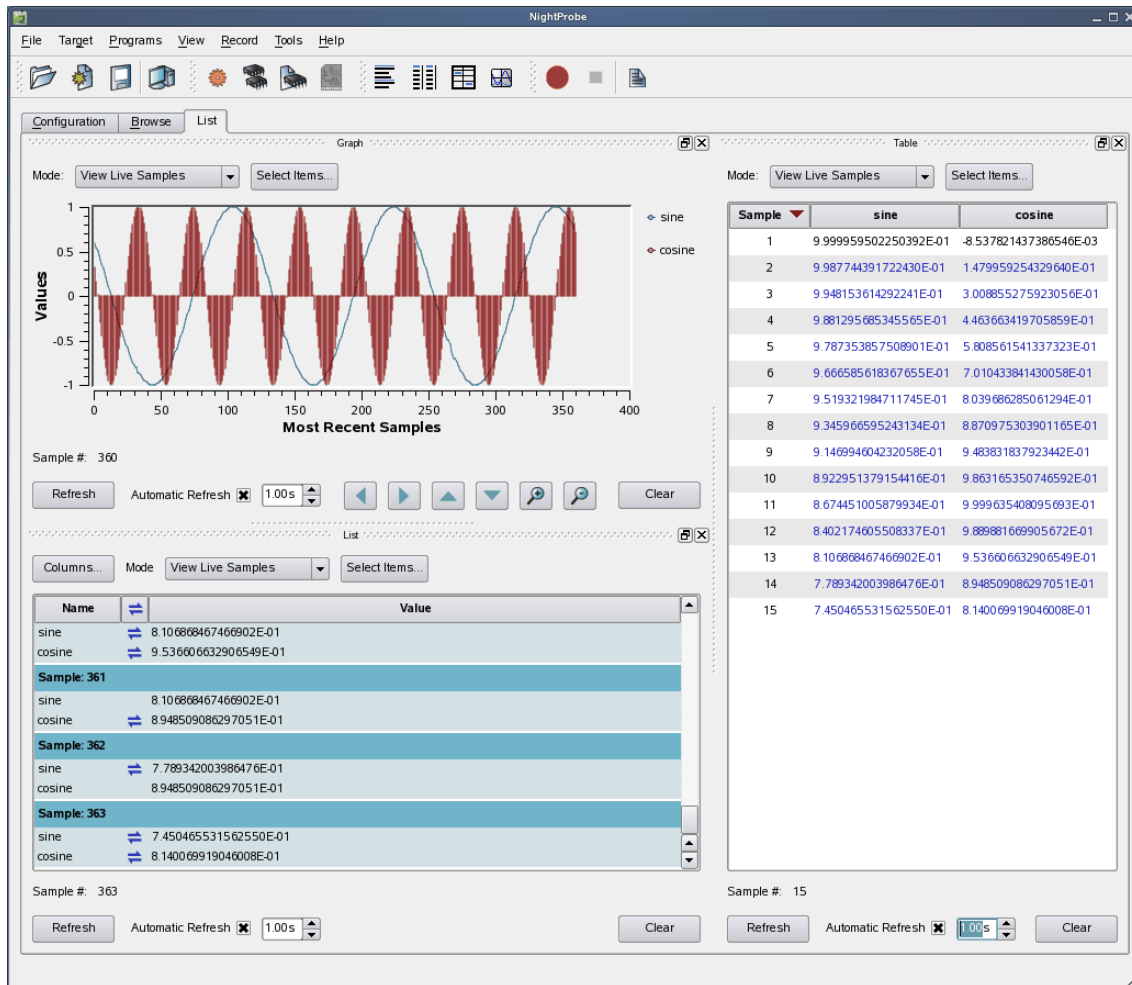 NightProbe
File Target Programs View Record Tools Help
Configuration Browse List
Graph
Mode: View Live Samples Select Items...
1
0.5
0
-0.5
-1
Values
0 50 100 150 200 250 300 350 400
Most Recent Samples
sine
cosine
Sample #: 360
Refresh Automatic Refresh 1.00s Clear
List
Columns... Mode View Live Samples Select Items...
Name Value
sine 8.106868467466902E-01
cosine 9.536606632906549E-01
Sample: 361
sine 8.106868467466902E-01
cosine 8.948509086297051E-01
Sample: 362
sine 7.789342003986476E-01
cosine 8.948509086297051E-01
Sample: 363
sine 7.450465531562550E-01
cosine 8.140069919046008E-01
Sample #: 363
Refresh Automatic Refresh 1.00s Clear
Table
Mode: View Live Samples Select Items...
Sample sine cosine
1 9.999959502250392E-01 -8.537821437386546E-03
2 9.987744391722430E-01 1.479959254329640E-01
3 9.948153614292241E-01 3.008855275923056E-01
4 9.881295685345565E-01 4.463663419705859E-01
5 9.787353857508901E-01 5.808561541337323E-01
6 9.666585618367655E-01 7.010433841430058E-01
7 9.519321984711745E-01 8.039686285061294E-01
8 9.345966595243134E-01 8.870975303901165E-01
9 9.146994604232058E-01 9.483831837923442E-01
10 8.922951379154416E-01 9.863165350746592E-01
11 8.674451005879934E-01 9.999635408095693E-01
12 8.402174605508337E-01 9.889881669905672E-01
13 8.106868467466902E-01 9.536606632906549E-01
14 7.789342003986476E-01 8.948509086297051E-01
15 7.450465531562550E-01 8.140069919046008E-01
Sample #: 15
Refresh Automatic Refresh 1.00s Clear